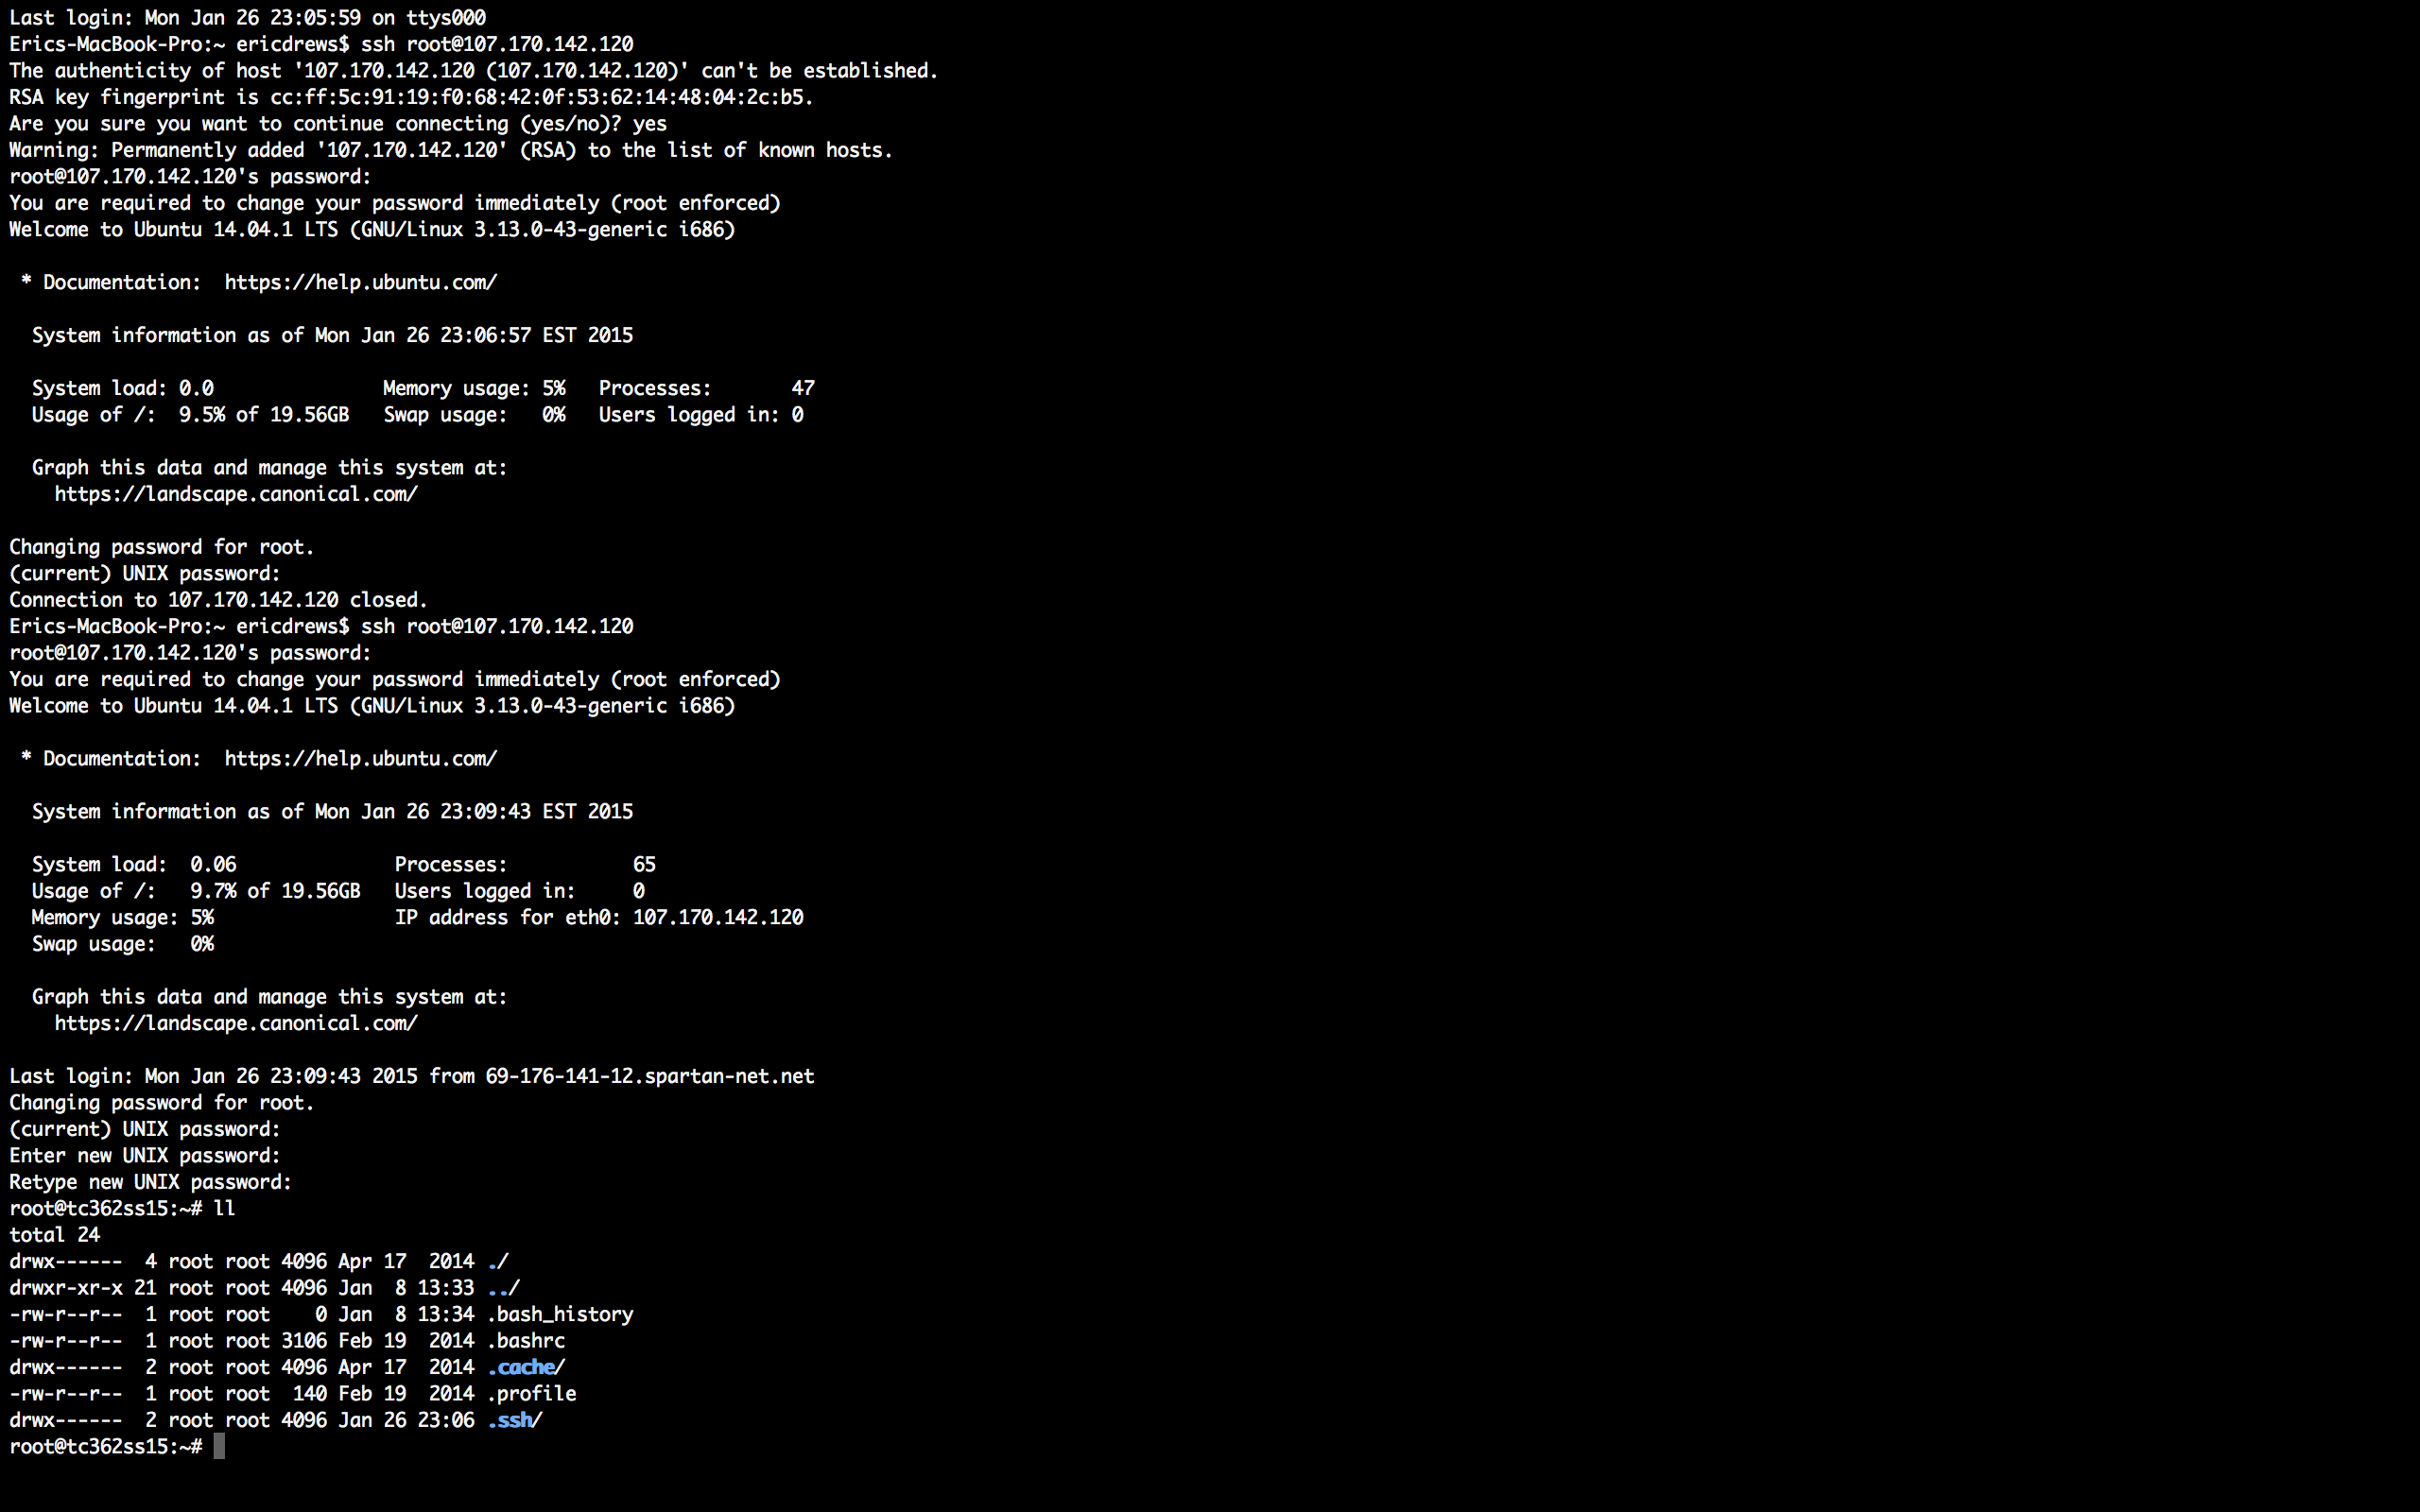 Last login: Mon Jan 26 23:05:59 on ttys000
Erics-MacBook-Pro:~ ericdrews$ ssh root@107.170.142.120
The authenticity of host '107.170.142.120 (107.170.142.120)' can't be established.
RSA key fingerprint is cc:ff:5c:91:19:f0:68:42:0f:53:62:14:48:04:2c:b5.
Are you sure you want to continue connecting (yes/no)? yes
Warning: Permanently added '107.170.142.120' (RSA) to the list of known hosts.
root@107.170.142.120's password:
You are required to change your password immediately (root enforced)
Welcome to Ubuntu 14.04.1 LTS (GNU/Linux 3.13.0-43-generic i686)

 * Documentation:  https://help.ubuntu.com/

  System information as of Mon Jan 26 23:06:57 EST 2015

  System load: 0.0               Memory usage: 5%   Processes:       47
  Usage of /:  9.5% of 19.56GB   Swap usage:   0%   Users logged in: 0

  Graph this data and manage this system at:
    https://landscape.canonical.com/

Changing password for root.
(current) UNIX password:
Connection to 107.170.142.120 closed.
Erics-MacBook-Pro:~ ericdrews$ ssh root@107.170.142.120
root@107.170.142.120's password:
You are required to change your password immediately (root enforced)
Welcome to Ubuntu 14.04.1 LTS (GNU/Linux 3.13.0-43-generic i686)

 * Documentation:  https://help.ubuntu.com/

  System information as of Mon Jan 26 23:09:43 EST 2015

  System load:  0.06              Processes:           65
  Usage of /:   9.7% of 19.56GB   Users logged in:     0
  Memory usage: 5%                IP address for eth0: 107.170.142.120
  Swap usage:   0%

  Graph this data and manage this system at:
    https://landscape.canonical.com/

Last login: Mon Jan 26 23:09:43 2015 from 69-176-141-12.spartan-net.net
Changing password for root.
(current) UNIX password:
Enter new UNIX password:
Retype new UNIX password:
root@tc362ss15:~# ll
total 24
drwx------  4 root root 4096 Apr 17  2014 ./
drwxr-xr-x 21 root root 4096 Jan  8 13:33 ../
-rw-r--r--  1 root root    0 Jan  8 13:34 .bash_history
-rw-r--r--  1 root root 3106 Feb 19  2014 .bashrc
drwx------  2 root root 4096 Apr 17  2014 .cache/
-rw-r--r--  1 root root  140 Feb 19  2014 .profile
drwx------  2 root root 4096 Jan 26 23:06 .ssh/
root@tc362ss15:~#